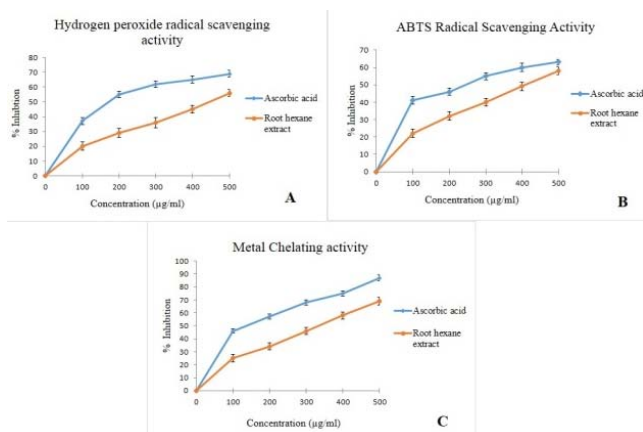 Hydrogen peroxide radical scavenging
activity
80
70
60
50
40
30
20
10
0
% Inhibition
0 100 200 300 400 500
Concentration (µg/ml)
Ascorbic acid
Root hexane
extract
A
ABTS Radical Scavenging Activity
70
60
50
40
30
20
10
0
% Inhibition
0 100 200 300 400 500
Concentration (µg/ml)
Ascorbic acid
Root hexane
extract
B
Metal Chelating activity
100
90
80
70
60
50
40
30
20
10
0
% Inhibition
0 100 200 300 400 500
Concentration (µg/ml)
Ascorbic acid
Root hexane
extract
C